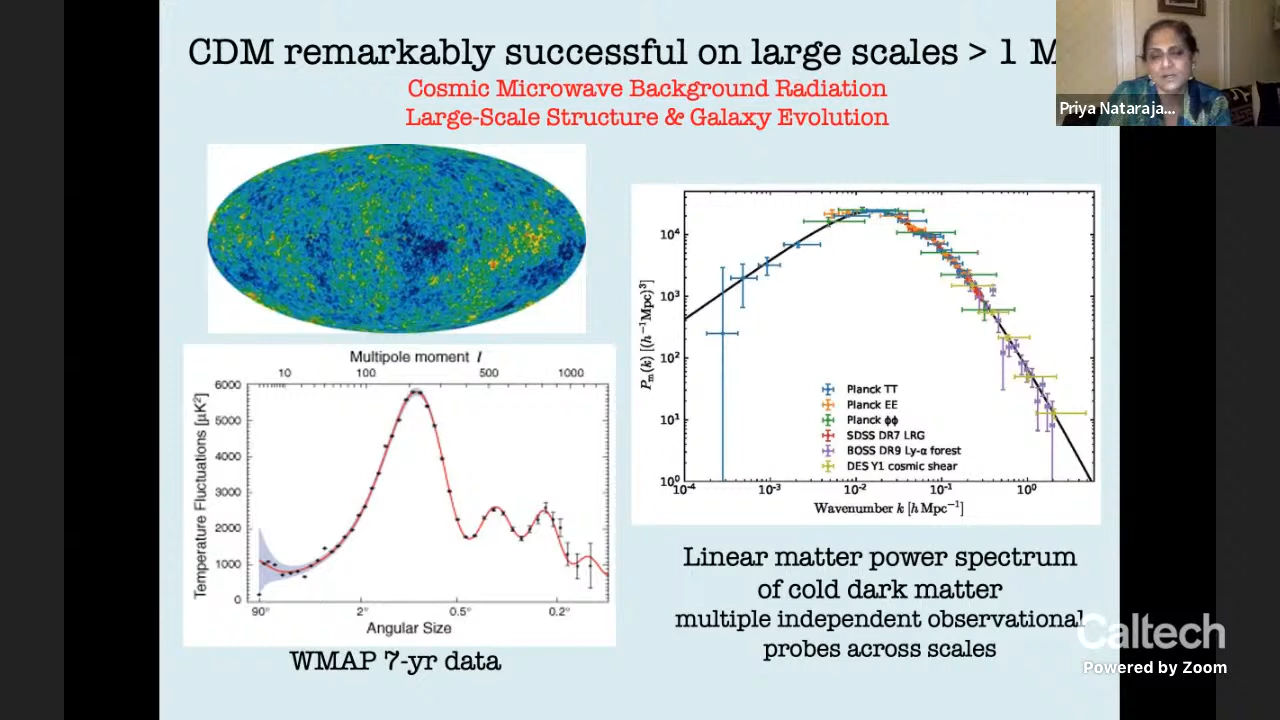 CDM remarkably successful on large scales > 1 M
Cosmic Microwave Background Radiation
Large-Scale Structure & Galaxy Evolution
Priya Nataraja...
Multipole moment l
10 100 500 1000
Temperature Fluctuations [μK²]
6000
5000
4000
3000
2000
1000
0
90° 2° 0.5° 0.2°
Angular Size
WMAP 7-yr data
P_m(k) [(h⁻¹Mpc)³]
10⁴
10³
10²
10¹
10⁰
Planck TT
Planck EE
Planck ϕϕ
SDSS DR7 LRG
BOSS DR9 Ly-α forest
DES Y1 cosmic shear
10⁻⁴ 10⁻³ 10⁻² 10⁻¹ 10⁰
Wavenumber k [h Mpc⁻¹]
Linear matter power spectrum
of cold dark matter
multiple independent observational
probes across scales
Caltech
Powered by Zoom